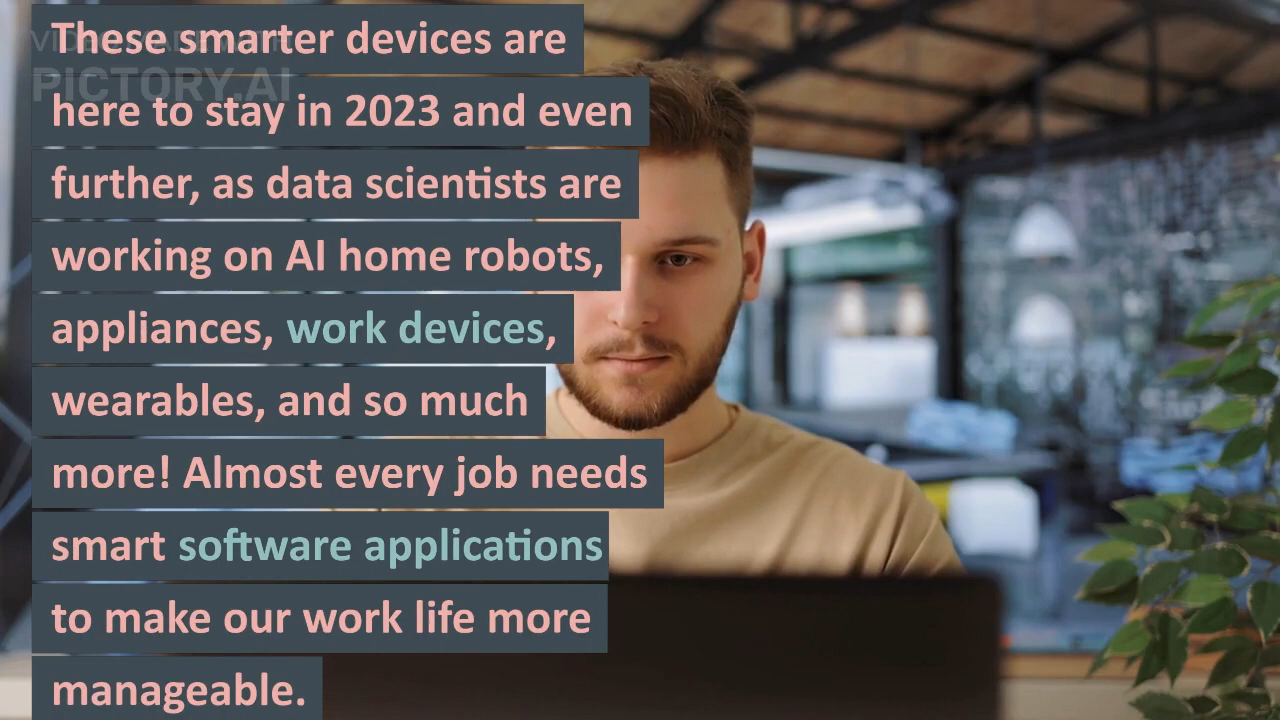 These smarter devices are
here to stay in 2023 and even
further, as data scientists are
working on AI home robots,
appliances, work devices,
wearables, and so much
more! Almost every job needs
smart software applications
to make our work life more
manageable.
PICTORY.AI